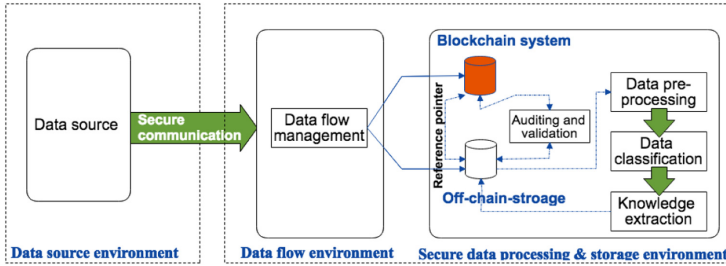 Blockchain system
Data source
Secure
communication
Data flow
management
Reference pointer
Auditing and
validation
Data pre-
processing
Data
classification
Knowledge
extraction
Off-chain-stroage
Data source environment
Data flow environment
Secure data processing & storage environment